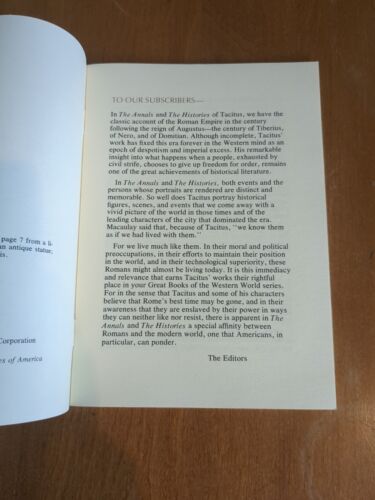 page 7 from a li-
an antique statue;
is.
Corporation
es of America
TO OUR SUBSCRIBERS—
In The Annals and The Histories of Tacitus, we have the
classic account of the Roman Empire in the century
following the reign of Augustus—the century of Tiberius,
of Nero, and of Domitian. Although incomplete, Tacitus'
work has fixed this era forever in the Western mind as an
epoch of despotism and imperial excess. His remarkable
insight into what happens when a people, exhausted by
civil strife, chooses to give up freedom for order, remains
one of the great achievements of historical literature.
In The Annals and The Histories, both events and the
persons whose portraits are rendered are distinct and
memorable. So well does Tacitus portray historical
figures, scenes, and events that we come away with a
vivid picture of the world in those times and of the
leading characters of the city that dominated the era.
Macaulay said that, because of Tacitus, "we know them
as if we had lived with them."
For we live much like them. In their moral and political
preoccupations, in their efforts to maintain their position
in the world, and in their technological superiority, these
Romans might almost be living today. It is this immediacy
and relevance that earns Tacitus' works their rightful
place in your Great Books of the Western World series.
For in the sense that Tacitus and some of his characters
believe that Rome's best time may be gone, and in their
awareness that they are enslaved by their power in ways
they can neither like nor resist, there is apparent in The
Annals and The Histories a special affinity between
Romans and the modern world, one that Americans, in
particular, can ponder.
The Editors